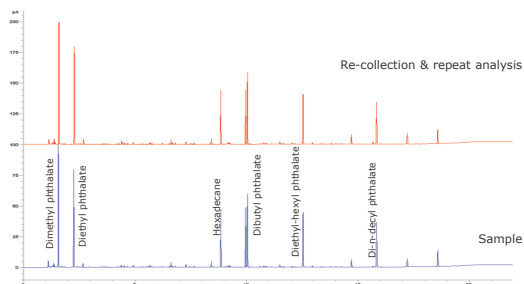 pA
200
175
150
125
100
75
50
25
0
Re-collection & repeat analysis
Dimethyl phthalate
Diethyl phthalate
Hexadecane
Dibutyl phthalate
Diethyl-hexyl phthalate
Di-n-decyl phthalate
Sample